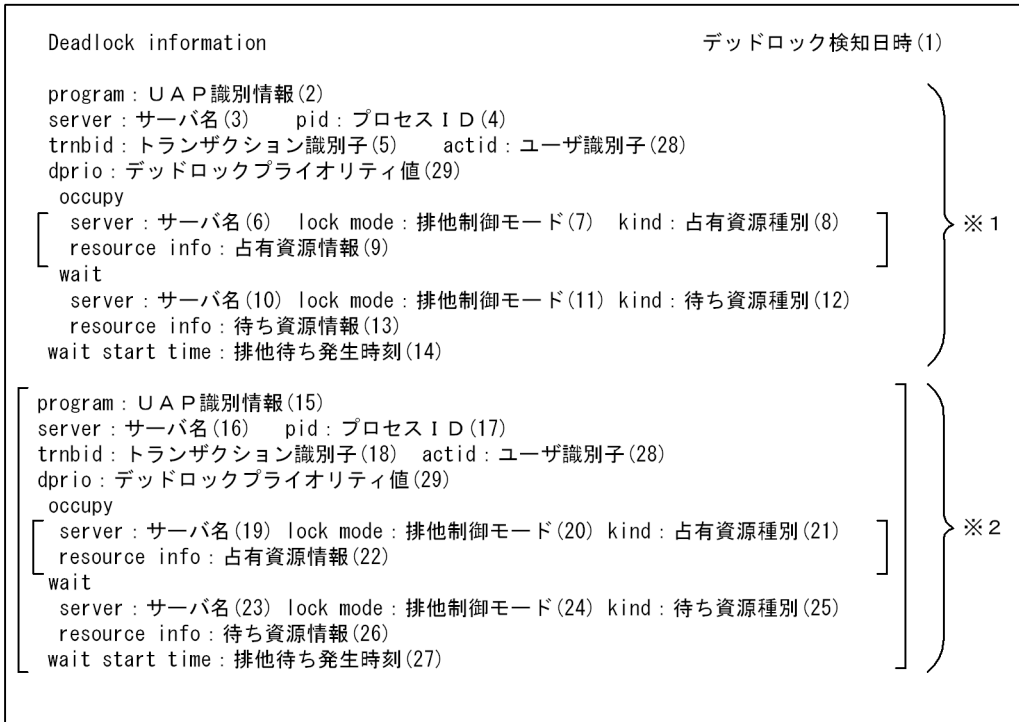 Deadlock information デッドロック検知日時(1)
program:UAP識別情報(2)
server:サーバ名(3) pid:プロセスID(4)
trnbid:トランザクション識別子(5) actid:ユーザ識別子(28)
dprio:デッドロックプライオリティ値(29)
occupy
server:サーバ名(6) lock mode:排他制御モード(7) kind:占有資源種別(8)
resource info:占有資源情報(9)
wait
server:サーバ名(10) lock mode:排他制御モード(11) kind:待ち資源種別(12)
resource info:待ち資源情報(13)
wait start time:排他待ち発生時刻(14)
※1
program:UAP識別情報(15)
server:サーバ名(16) pid:プロセスID(17)
trnbid:トランザクション識別子(18) actid:ユーザ識別子(28)
dprio:デッドロックプライオリティ値(29)
occupy
server:サーバ名(19) lock mode:排他制御モード(20) kind:占有資源種別(21)
resource info:占有資源情報(22)
wait
server:サーバ名(23) lock mode:排他制御モード(24) kind:待ち資源種別(25)
resource info:待ち資源情報(26)
wait start time:排他待ち発生時刻(27)
※2